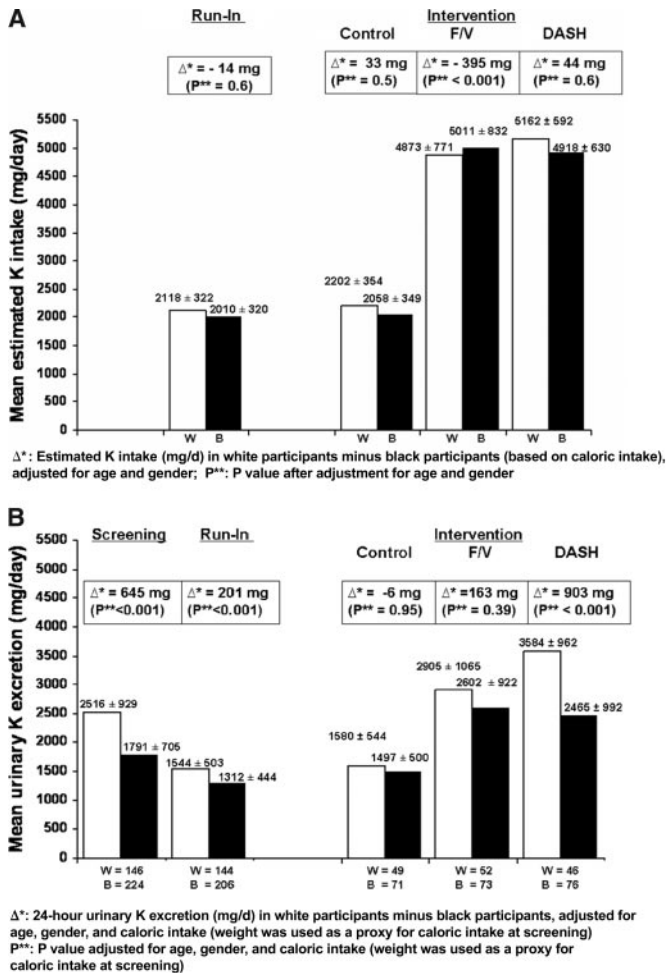 A
Run-In
Intervention
Control F/V DASH
Δ* = - 14 mg
(P** = 0.6)
Δ* = 33 mg
(P** = 0.5)
Δ* = - 395 mg
(P** < 0.001)
Δ* = 44 mg
(P** = 0.6)
Mean estimated K intake (mg/day)
5500
5000
4500
4000
3500
3000
2500
2000
1500
1000
500
0
2118 ± 322
2010 ± 320
2202 ± 354
2058 ± 349
4873 ± 771
5011 ± 832
5162 ± 592
4918 ± 630
W B W B W B W B
Δ*: Estimated K intake (mg/d) in white participants minus black participants (based on caloric intake),
adjusted for age and gender; P**: P value after adjustment for age and gender
B
Screening Run-In Intervention
Control F/V DASH
Δ* = 645 mg
(P**<0.001)
Δ* = 201 mg
(P**<0.001)
Δ* = -6 mg
(P** = 0.95)
Δ* =163 mg
(P** = 0.39)
Δ* = 903 mg
(P** < 0.001)
Mean urinary K excretion (mg/day)
5500
5000
4500
4000
3500
3000
2500
2000
1500
1000
500
0
2516 ± 929
1791 ± 705
1544 ± 503
1312 ± 444
1580 ± 544
1497 ± 500
2905 ± 1065
2602 ± 922
3584 ± 962
2465 ± 992
W = 146 W = 144 W = 49 W = 52 W = 46
B = 224 B = 206 B = 71 B = 73 B = 76
Δ*: 24-hour urinary K excretion (mg/d) in white participants minus black participants, adjusted for
age, gender, and caloric intake (weight was used as a proxy for caloric intake at screening)
P**: P value adjusted for age, gender, and caloric intake (weight was used as a proxy for
caloric intake at screening)